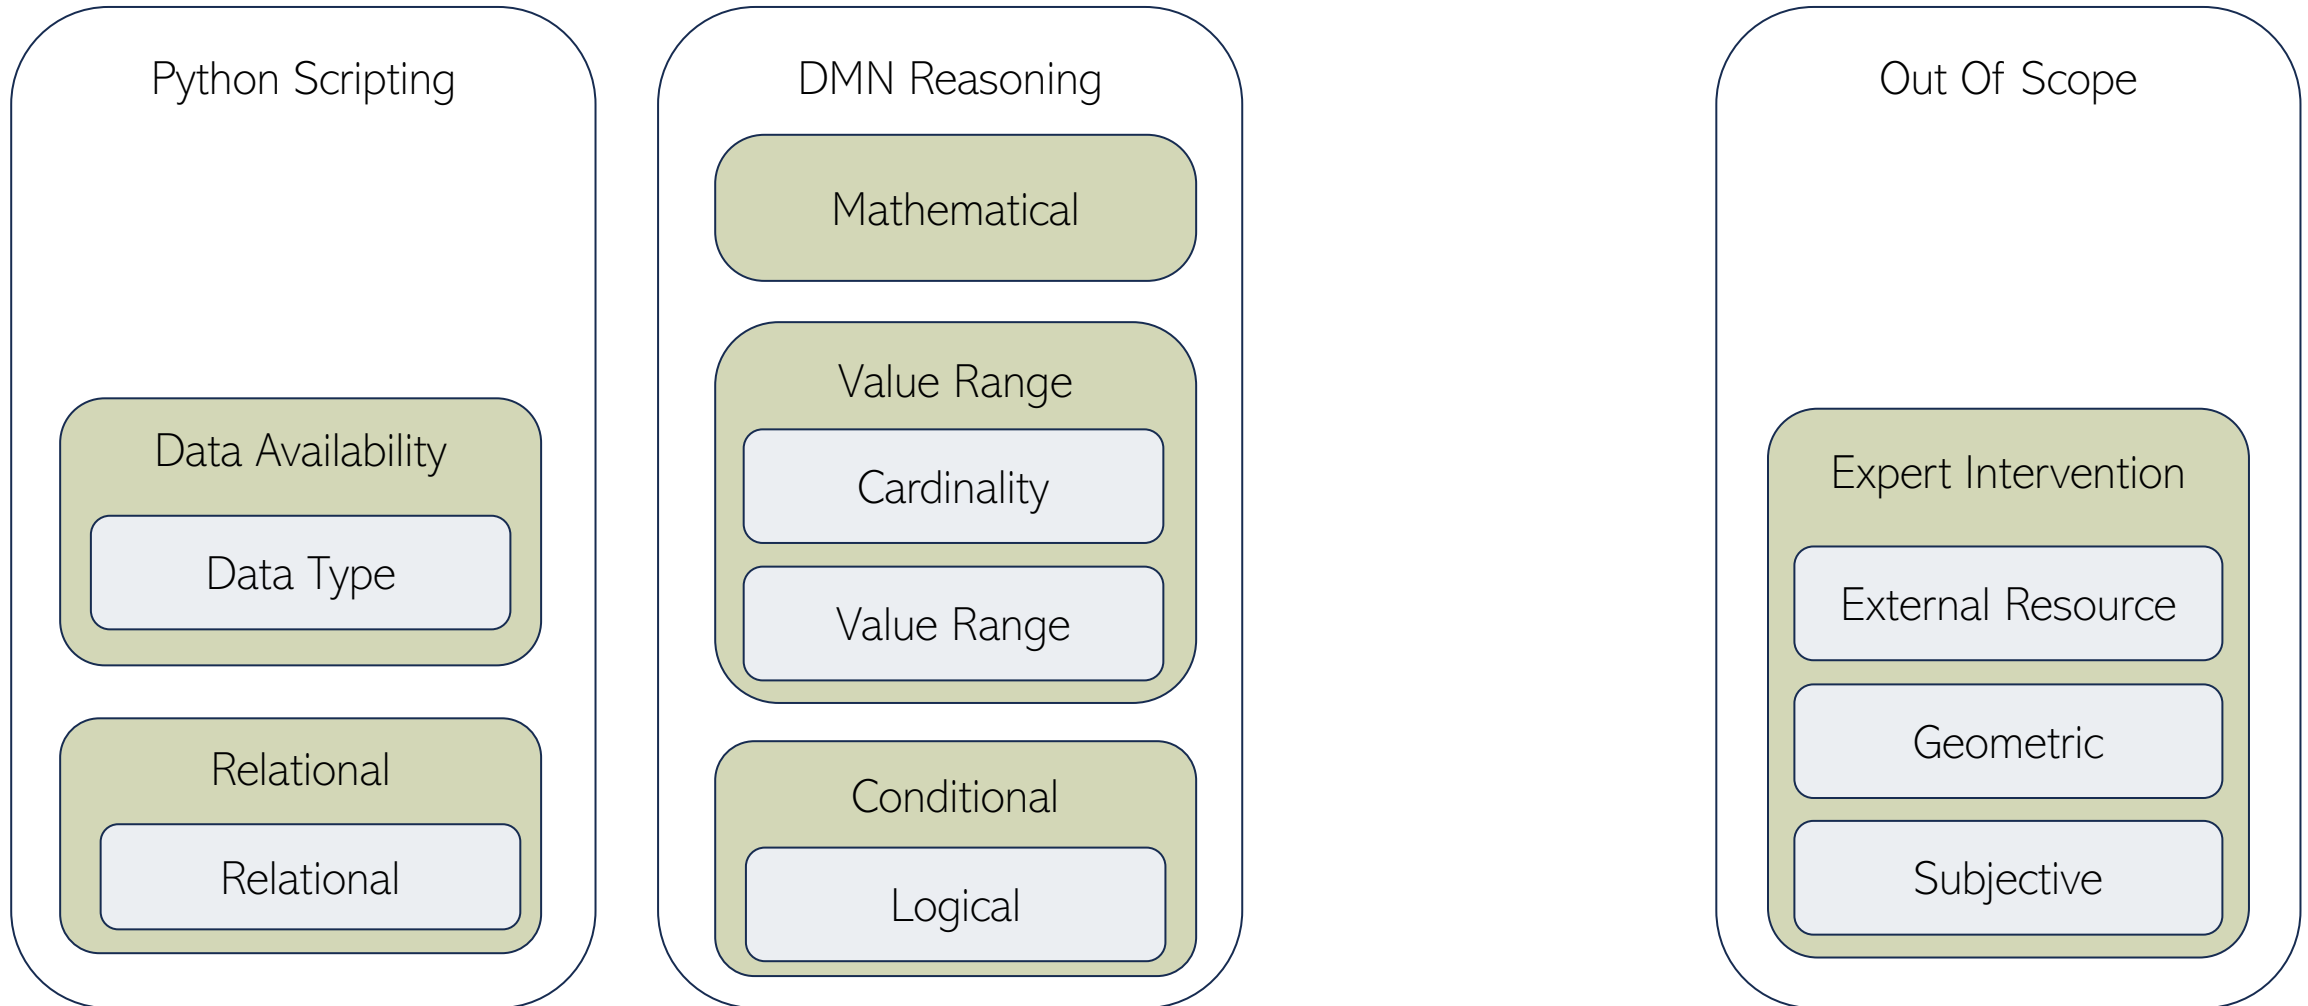 Python Scripting
Data Availability
Data Type
Relational
Relational
DMN Reasoning
Mathematical
Value Range
Cardinality
Value Range
Conditional
Logical
Out Of Scope
Expert Intervention
External Resource
Geometric
Subjective